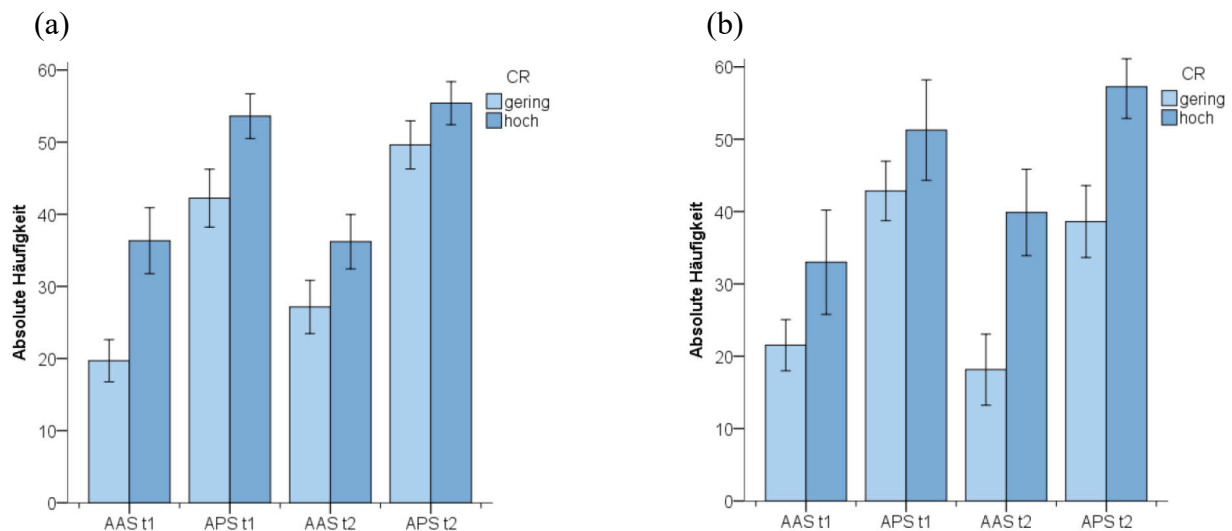 (a)
Absolute Häufigkeit
60
50
40
30
20
10
0
AAS t1 APS t1 AAS t2 APS t2
CR
gering
hoch
(b)
Absolute Häufigkeit
60
50
40
30
20
10
0
AAS t1 APS t1 AAS t2 APS t2
CR
gering
hoch